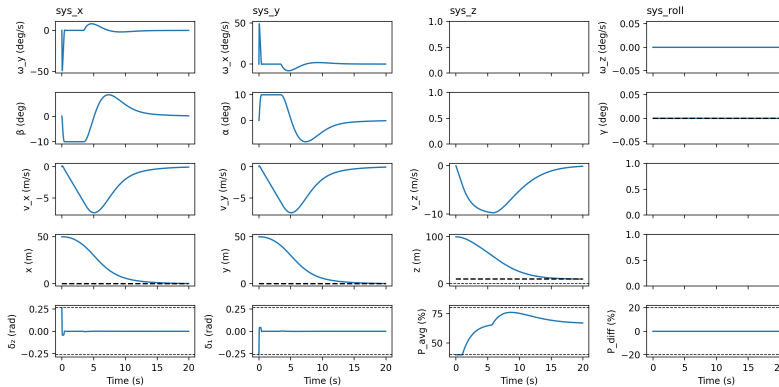 sys_x
sys_y
sys_z
sys_roll
ω_y (deg/s)
0
−50
ω_x (deg/s)
50
0
1.0
0.5
0.0
ω_z (deg/s)
0.05
0.00
−0.05
β (deg)
0
−10
α (deg)
10
0
1.0
0.5
0.0
γ (deg)
0.05
0.00
−0.05
v_x (m/s)
0
−5
v_y (m/s)
0
−5
v_z (m/s)
0
−10
1.0
0.5
0.0
x (m)
50
0
y (m)
50
0
z (m)
100
0
1.0
0.5
0.0
δ₂ (rad)
0.25
0.00
−0.25
0 5 10 15 20
Time (s)
δ₁ (rad)
0.25
0.00
−0.25
0 5 10 15 20
Time (s)
P_avg (%)
75
50
0 5 10 15 20
Time (s)
P_diff (%)
20
0
−20
0 5 10 15 20
Time (s)